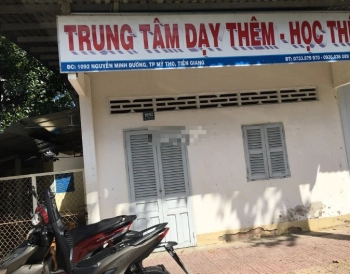 TRUNG TÂM DẠY THÊM - HỌC TH
ĐC: 1092 NGUYỄN MINH ĐƯỜNG, TP MỸ THO, TIỀN GIANG